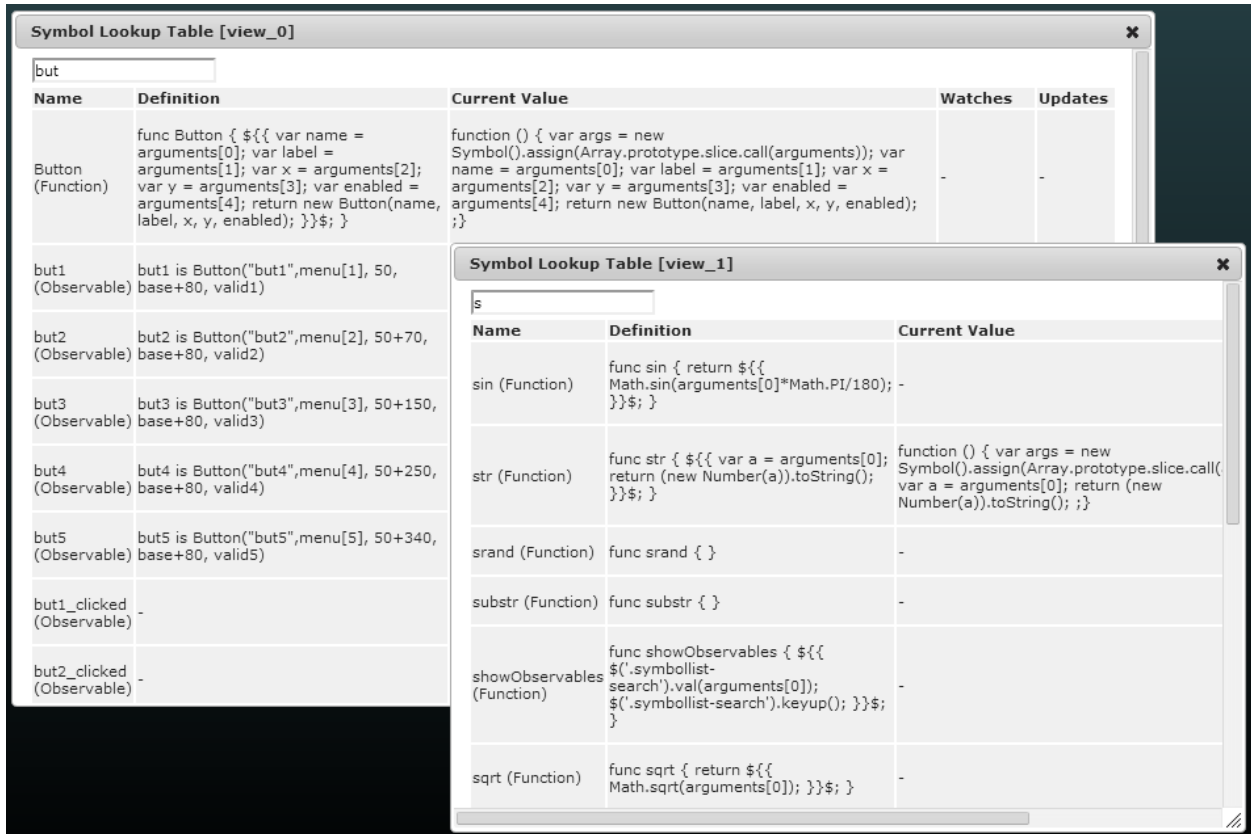 Symbol Lookup Table [view_0]
but
Name Definition Current Value Watches Updates
Button
(Function)
func Button { ${{ var name =
arguments[0]; var label =
arguments[1]; var x = arguments[2];
var y = arguments[3]; var enabled =
arguments[4]; return new Button(name,
label, x, y, enabled); }}$; }
function () { var args = new
Symbol().assign(Array.prototype.slice.call(arguments)); var
name = arguments[0]; var label = arguments[1]; var x =
arguments[2]; var y = arguments[3]; var enabled =
arguments[4]; return new Button(name, label, x, y, enabled);
;}
-
-
but1
(Observable)
but1 is Button("but1",menu[1], 50,
base+80, valid1)
but2
(Observable)
but2 is Button("but2",menu[2], 50+70,
base+80, valid2)
but3
(Observable)
but3 is Button("but3",menu[3], 50+150,
base+80, valid3)
but4
(Observable)
but4 is Button("but4",menu[4], 50+250,
base+80, valid4)
but5
(Observable)
but5 is Button("but5",menu[5], 50+340,
base+80, valid5)
but1_clicked
(Observable)
-
but2_clicked
(Observable)
-
Symbol Lookup Table [view_1]
s
Name Definition Current Value
sin (Function)
func sin { return ${{
Math.sin(arguments[0]*Math.PI/180);
}}$; }
-
str (Function)
func str { ${{ var a = arguments[0];
return (new Number(a)).toString();
}}$; }
function () { var args = new
Symbol().assign(Array.prototype.slice.call(
var a = arguments[0]; return (new
Number(a)).toString(); ;}
srand (Function)
func srand { }
-
substr (Function)
func substr { }
-
showObservables
(Function)
func showObservables { ${{
$('.symbollist-
search').val(arguments[0]);
$('.symbollist-search').keyup(); }}$;
}
-
sqrt (Function)
func sqrt { return ${{
Math.sqrt(arguments[0]); }}$; }
-